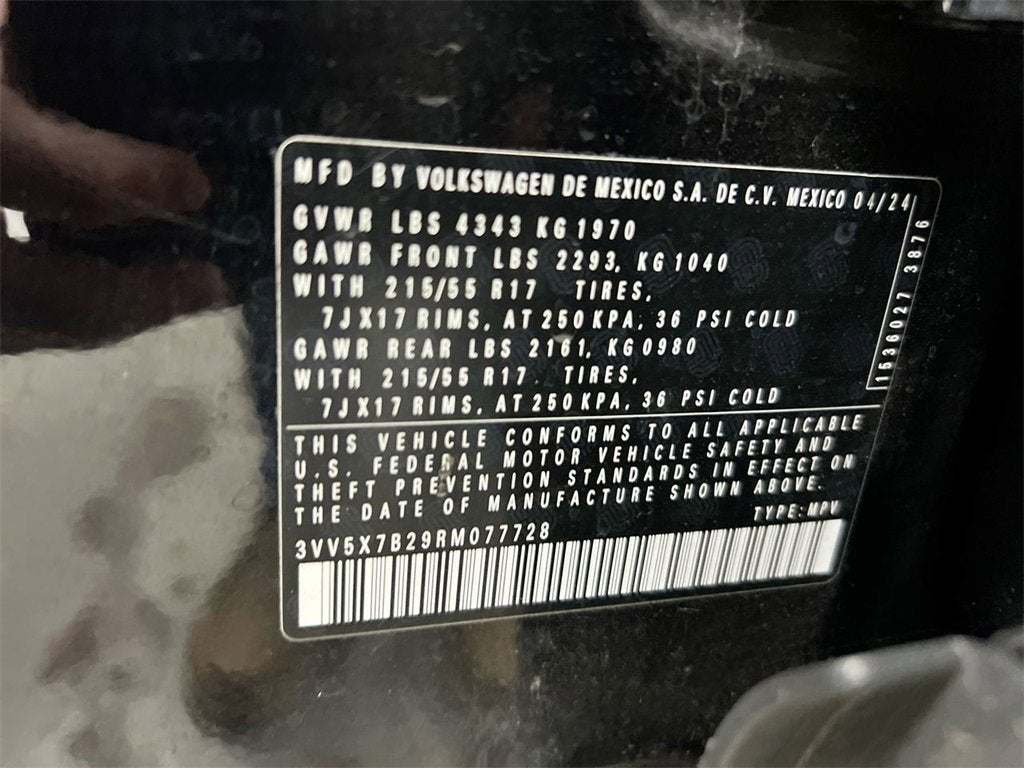 MFD BY VOLKSWAGEN DE MEXICO S.A. DE C.V. MEXICO 04/24
GVWR LBS 4343 KG 1970
GAWR FRONT LBS 2293, KG 1040
WITH 215/55 R17 TIRES,
7JX17 RIMS, AT 250 KPA, 36 PSI COLD
GAWR REAR LBS 2161, KG 0980
WITH 215/55 R17 TIRES,
7JX17 RIMS, AT 250 KPA, 36 PSI COLD
1536027 3876
THIS VEHICLE CONFORMS TO ALL APPLICABLE
U.S. FEDERAL MOTOR VEHICLE SAFETY AND
THEFT PREVENTION STANDARDS IN EFFECT ON
THE DATE OF MANUFACTURE SHOWN ABOVE.
TYPE: MPV
3VV5X7B29RM077728